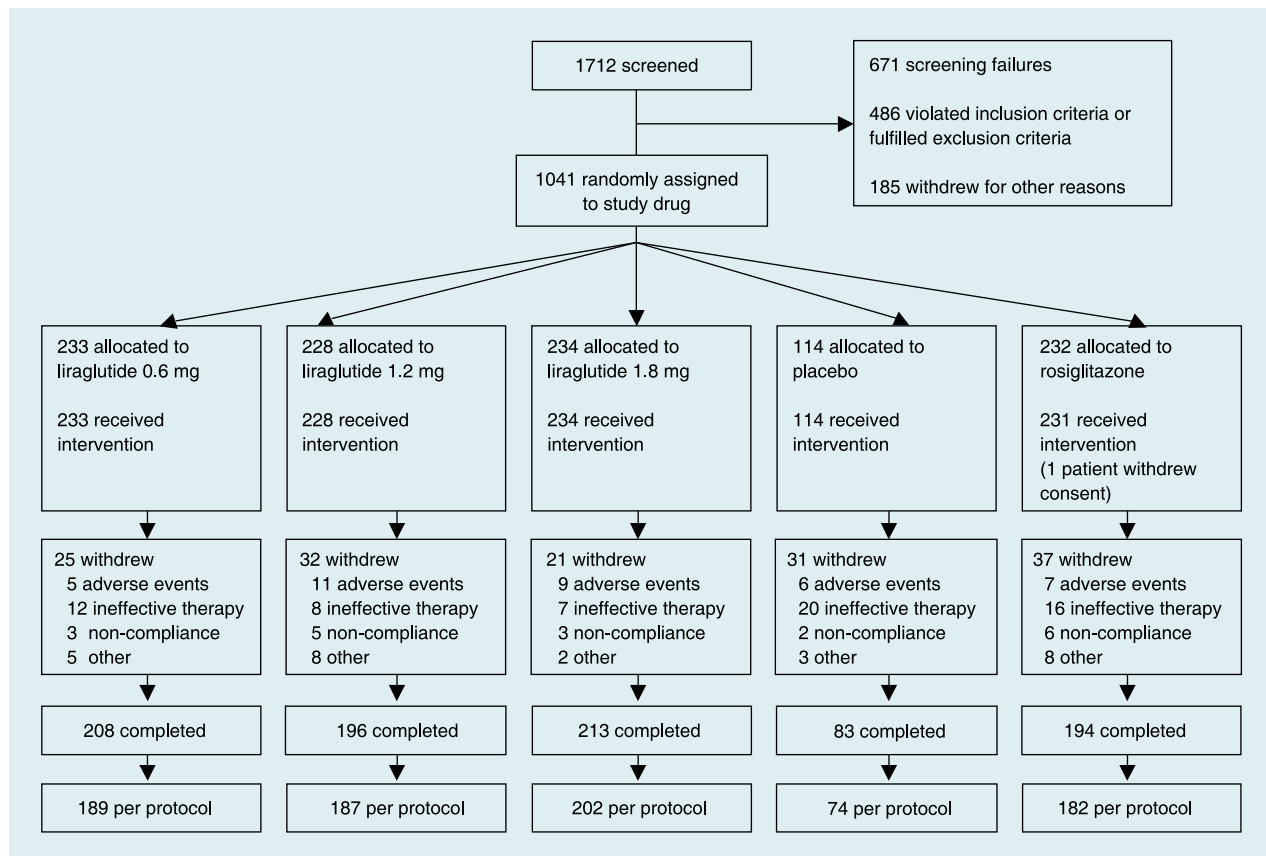 1712 screened
671 screening failures
486 violated inclusion criteria or
fulfilled exclusion criteria
185 withdrew for other reasons
1041 randomly assigned
to study drug
233 allocated to
liraglutide 0.6 mg
233 received
intervention
228 allocated to
liraglutide 1.2 mg
228 received
intervention
234 allocated to
liraglutide 1.8 mg
234 received
intervention
114 allocated to
placebo
114 received
intervention
232 allocated to
rosiglitazone
231 received
intervention
(1 patient withdrew
consent)
25 withdrew
5 adverse events
12 ineffective therapy
3 non-compliance
5 other
32 withdrew
11 adverse events
8 ineffective therapy
5 non-compliance
8 other
21 withdrew
9 adverse events
7 ineffective therapy
3 non-compliance
2 other
31 withdrew
6 adverse events
20 ineffective therapy
2 non-compliance
3 other
37 withdrew
7 adverse events
16 ineffective therapy
6 non-compliance
8 other
208 completed
196 completed
213 completed
83 completed
194 completed
189 per protocol
187 per protocol
202 per protocol
74 per protocol
182 per protocol